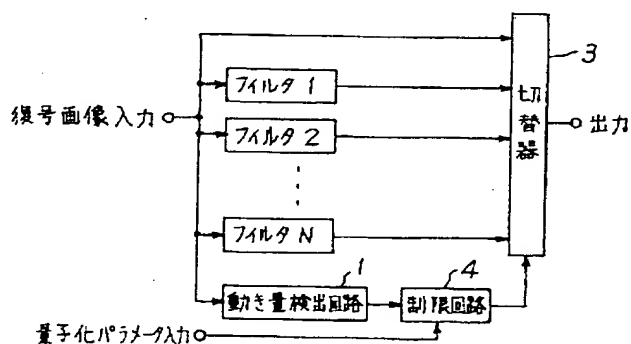 復号画像入力
フィルタ 1
フィルタ 2
フィルタ N
切替器
3
出力
1
動き量検出回路
4
制限回路
量子化パラメータ入力